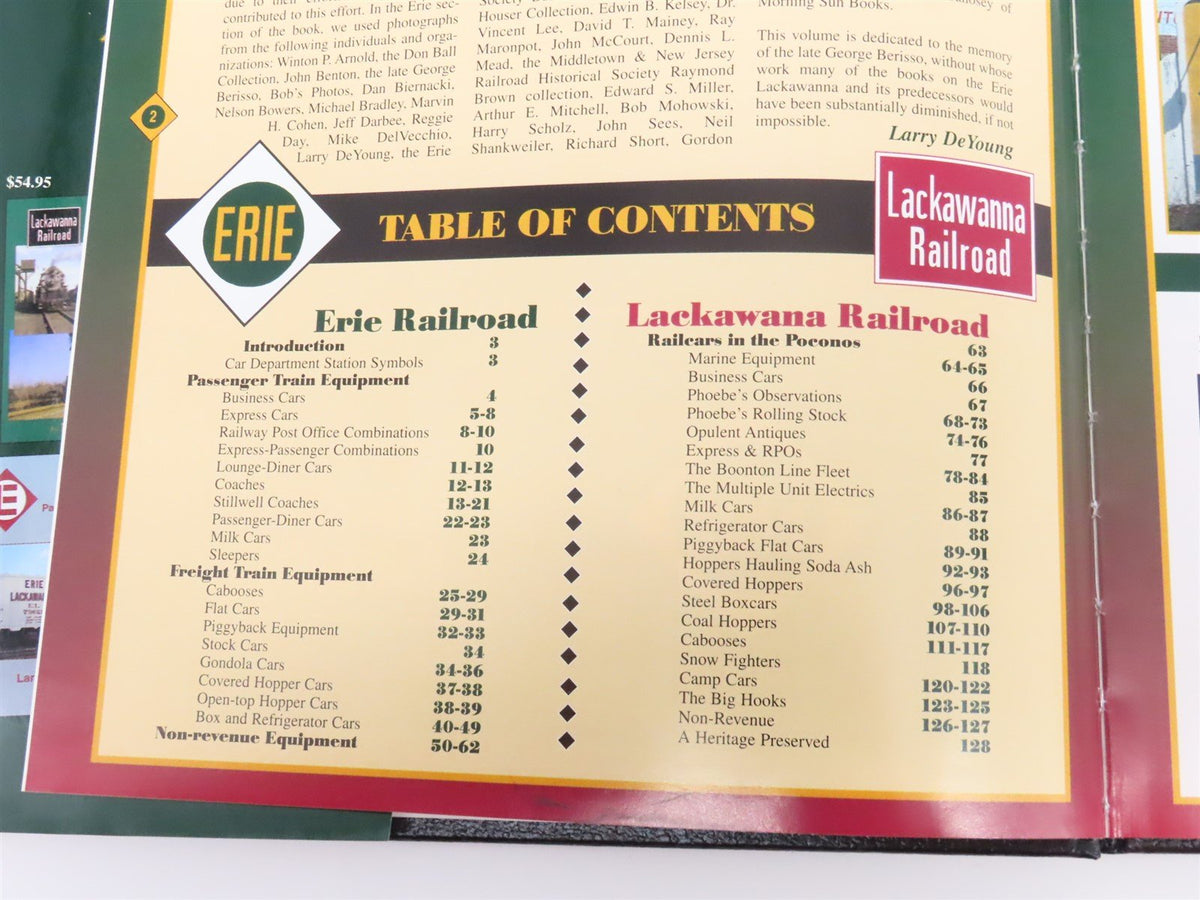 due to their
contributed to this effort. In the Erie sec-
tion of the book, we used photographs
from the following individuals and orga-
nizations: Winton P. Arnold, the Don Ball
Collection, John Benton, the late George
Berisso, Bob's Photos, Dan Biernacki,
Nelson Bowers, Michael Bradley, Marvin
H. Cohen, Jeff Darbee, Reggie
Day, Mike DelVecchio,
Larry DeYoung, the Erie
Houser Collection, Edwin B. Kelsey, Dr.
Vincent Lee, David T. Mainey, Ray
Maronpot, John McCourt, Dennis L.
Mead, the Middletown & New Jersey
Railroad Historical Society Raymond
Brown collection, Edward S. Miller,
Arthur E. Mitchell, Bob Mohowski,
Harry Scholz, John Sees, Neil
Shankweiler, Richard Short, Gordon
Morning Sun Books.
This volume is dedicated to the memory
of the late George Berisso, without whose
work many of the books on the Erie
Lackawanna and its predecessors would
have been substantially diminished, if not
impossible.
Larry DeYoung
2
$54.95
Lackawanna
Railroad
ERIE
TABLE OF CONTENTS
Lackawanna
Railroad
Erie Railroad
Introduction 3
Car Department Station Symbols 3
Passenger Train Equipment
Business Cars 4
Express Cars 5-8
Railway Post Office Combinations 8-10
Express-Passenger Combinations 10
Lounge-Diner Cars 11-12
Coaches 12-13
Stillwell Coaches 13-21
Passenger-Diner Cars 22-23
Milk Cars 23
Sleepers 24
Freight Train Equipment
Cabooses 25-29
Flat Cars 29-31
Piggyback Equipment 32-33
Stock Cars 34
Gondola Cars 34-36
Covered Hopper Cars 37-38
Open-top Hopper Cars 38-39
Box and Refrigerator Cars 40-49
Non-revenue Equipment 50-62
Lackawana Railroad
Railcars in the Poconos 63
Marine Equipment 64-65
Business Cars 66
Phoebe's Observations 67
Phoebe's Rolling Stock 68-73
Opulent Antiques 74-76
Express & RPOs 77
The Boonton Line Fleet 78-84
The Multiple Unit Electrics 85
Milk Cars 86-87
Refrigerator Cars 88
Piggyback Flat Cars 89-91
Hoppers Hauling Soda Ash 92-93
Covered Hoppers 96-97
Steel Boxcars 98-106
Coal Hoppers 107-110
Cabooses 111-117
Snow Fighters 118
Camp Cars 120-122
The Big Hooks 123-125
Non-Revenue 126-127
A Heritage Preserved 128
ERIE